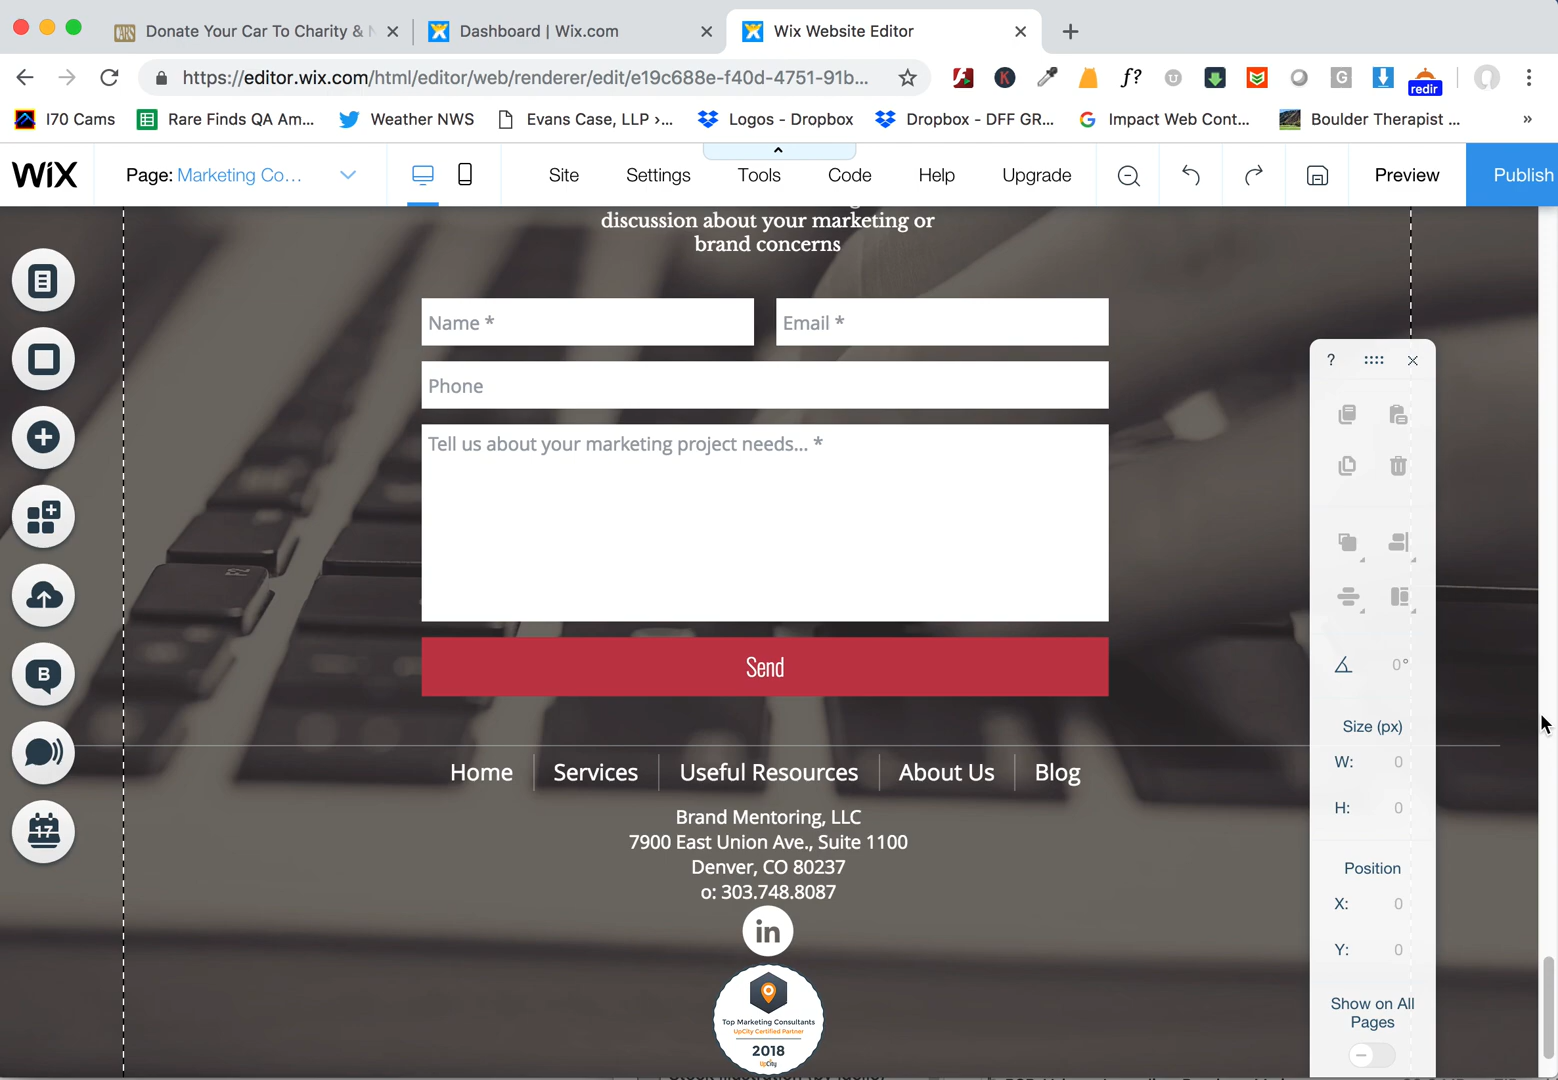 Donate Your Car To Charity &
Dashboard | Wix.com
Wix Website Editor
https://editor.wix.com/html/editor/web/renderer/edit/e19c688e-f40d-4751-91b...
f?
redir
I70 Cams
Rare Finds QA Am...
Weather NWS
Evans Case, LLP ›...
Logos - Dropbox
Dropbox - DFF GR...
Impact Web Cont...
Boulder Therapist ...
»
WiX
Page: Marketing Co...
Site
Settings
Tools
Code
Help
Upgrade
Preview
Publish
discussion about your marketing or
brand concerns
Name *
Email *
Phone
Tell us about your marketing project needs... *
Send
Home
Services
Useful Resources
About Us
Blog
Brand Mentoring, LLC
7900 East Union Ave., Suite 1100
Denver, CO 80237
o: 303.748.8087
in
Top Marketing Consultants
UpCity Certified Partner
2018
UpCity
B
17
?
0°
Size (px)
W: 0
H: 0
Position
X: 0
Y: 0
Show on All
Pages